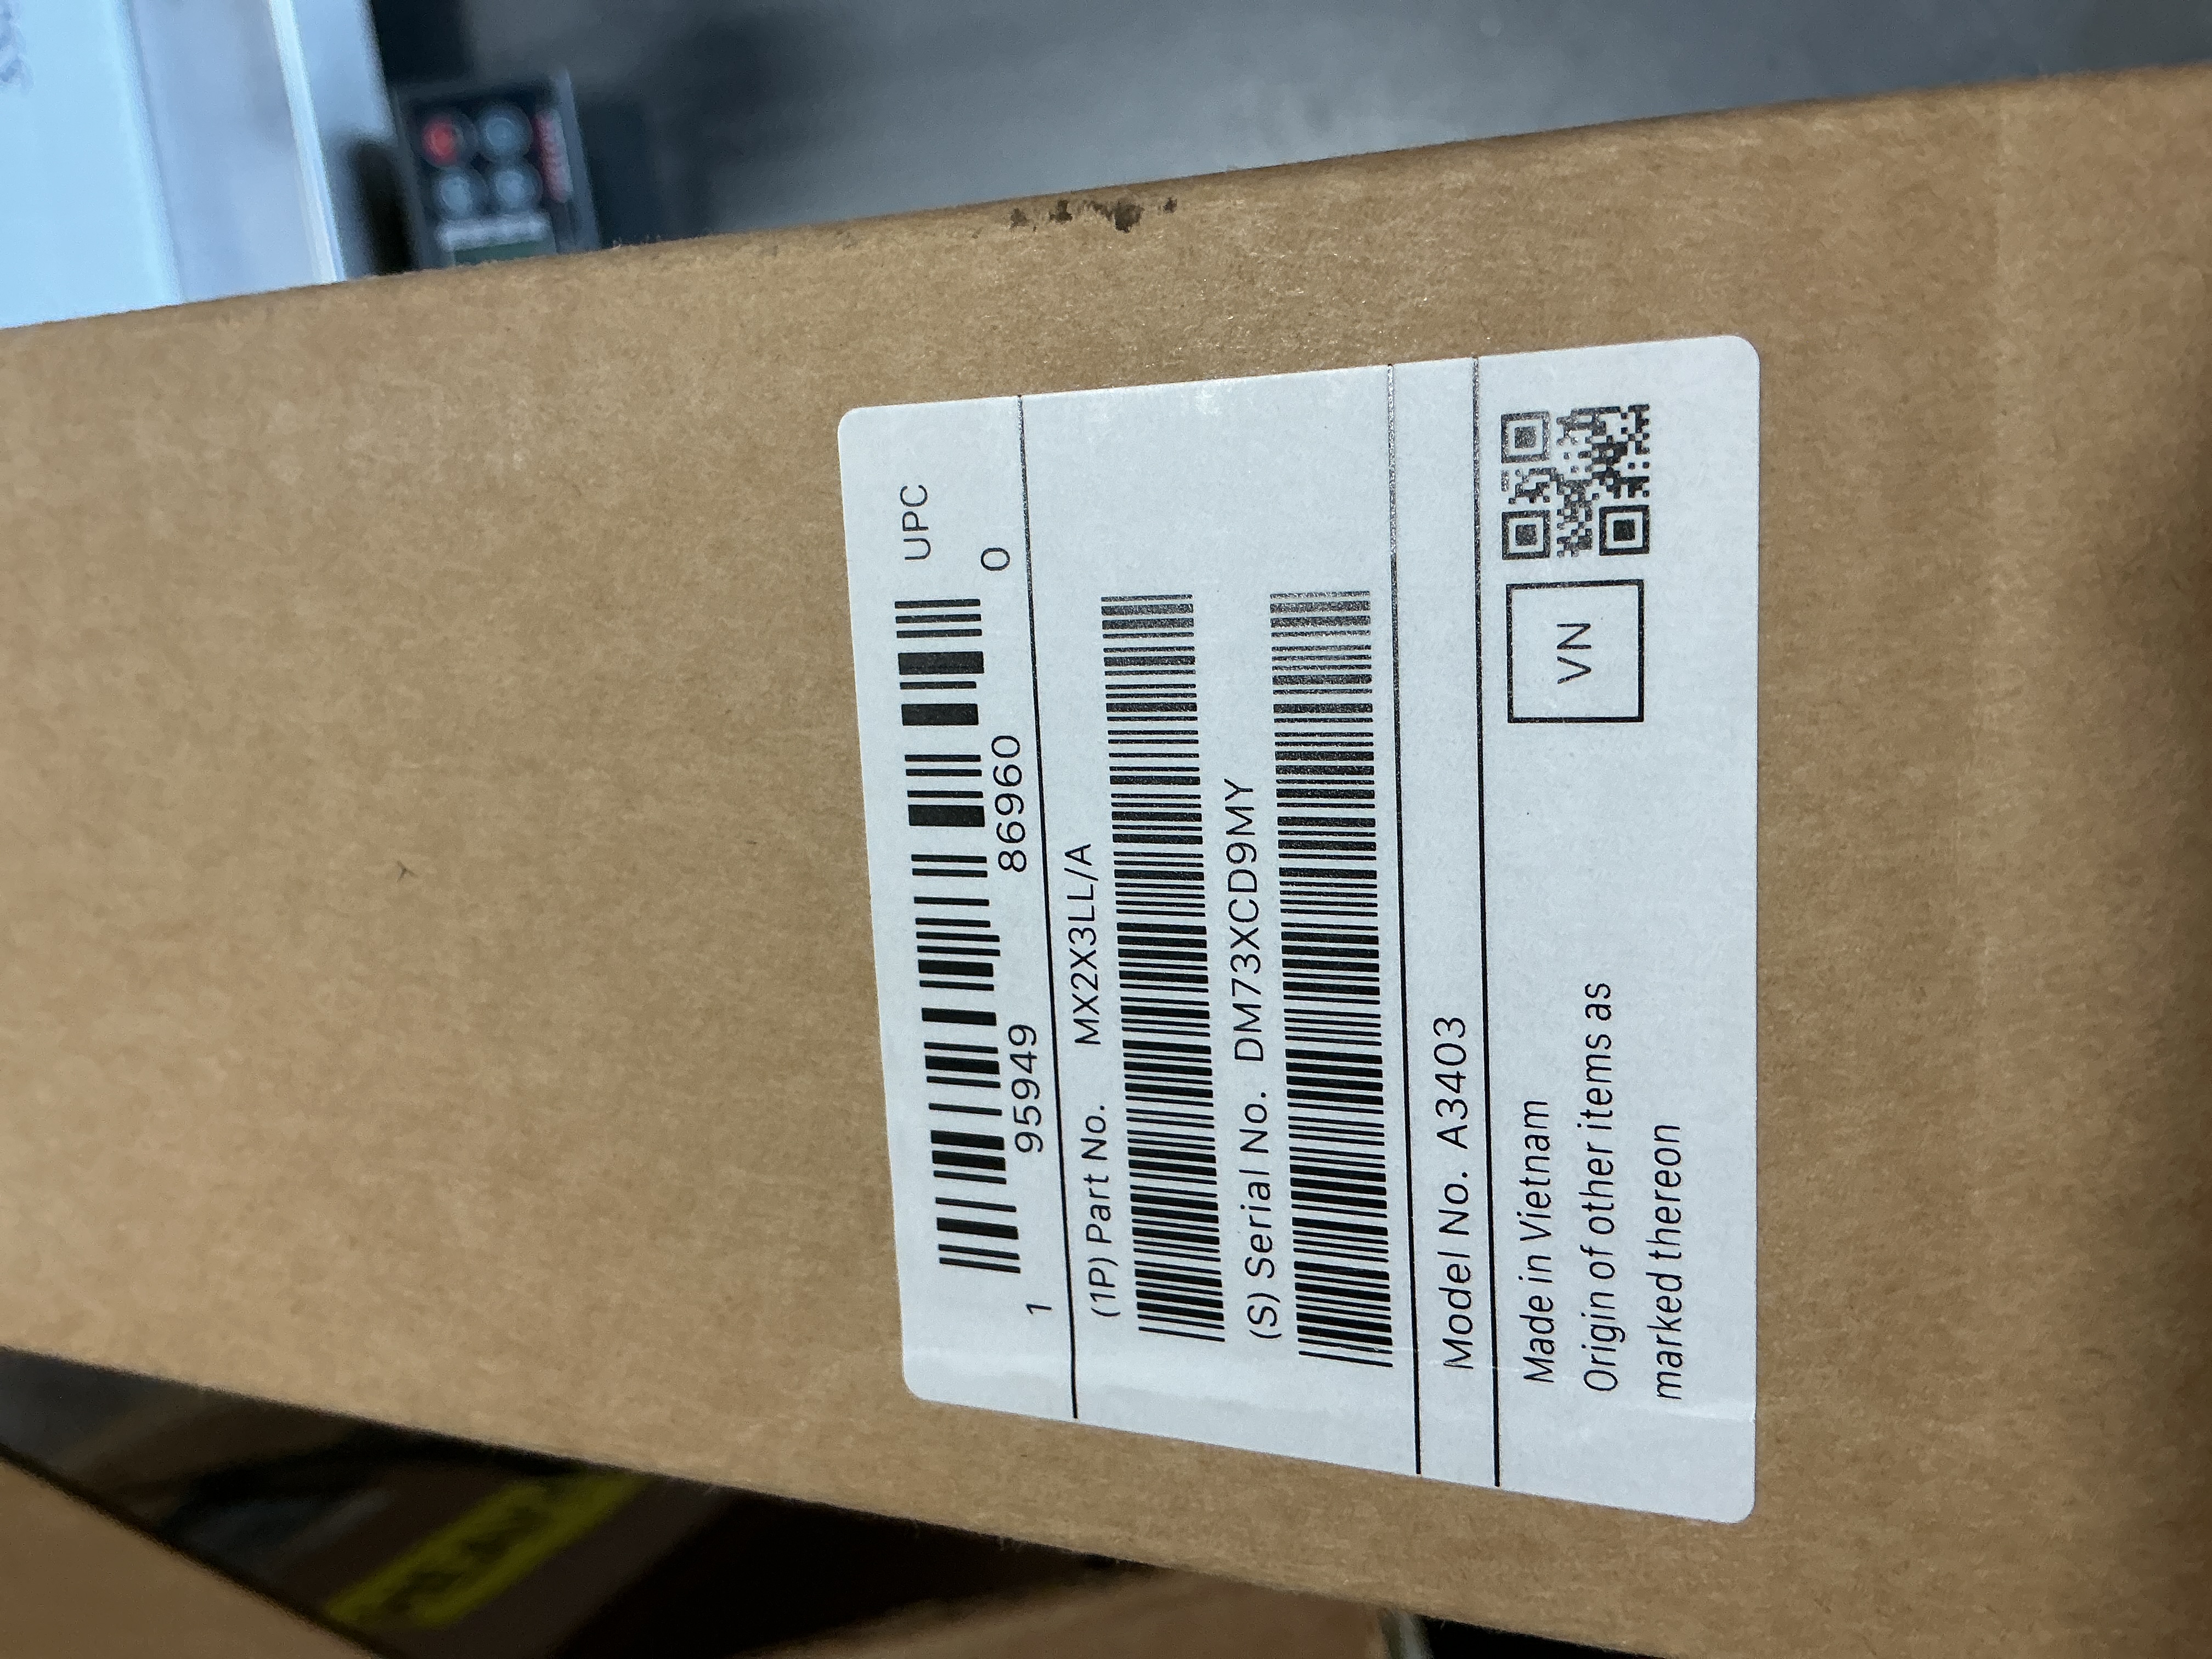 UPC
1 95949 86960 0
(1P) Part No. MX2X3LL/A
(S) Serial No. DM73XCD9MY
Model No. A3403
Made in Vietnam
Origin of other items as
marked thereon
VN